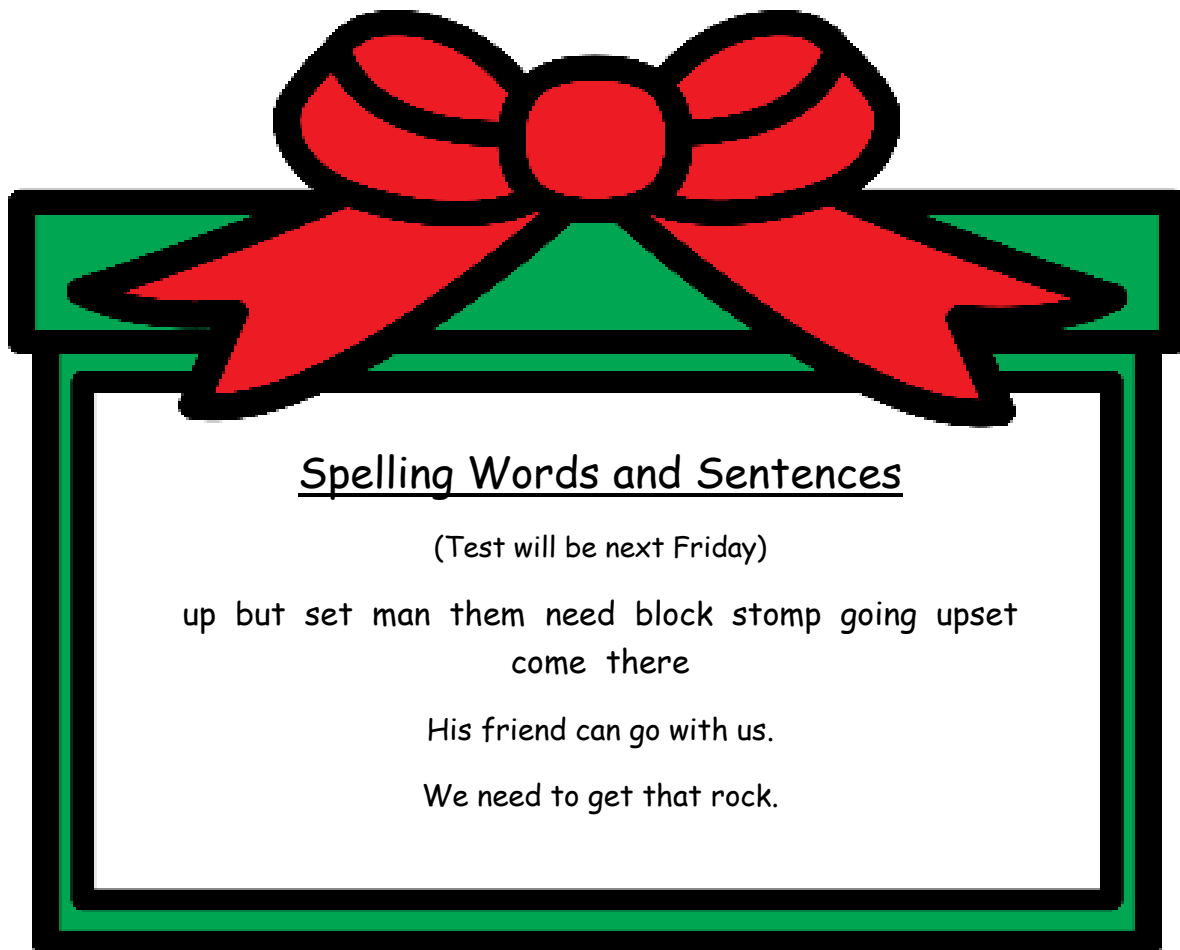 Spelling Words and Sentences
(Test will be next Friday)
up but set man them need block stomp going upset
come there
His friend can go with us.
We need to get that rock.